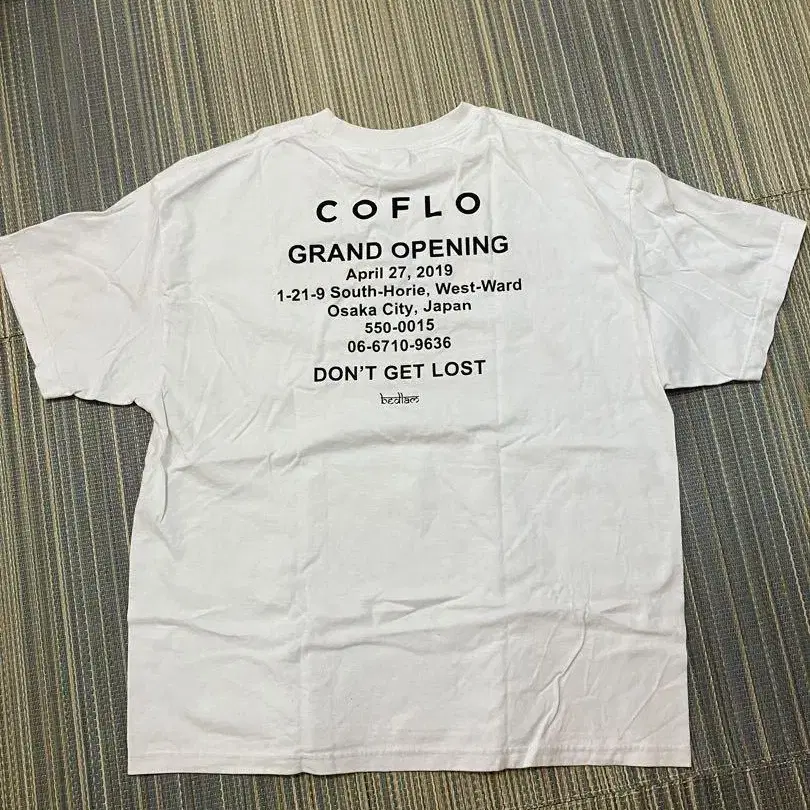 COFLO
GRAND OPENING
April 27, 2019
1-21-9 South-Horie, West-Ward
Osaka City, Japan
550-0015
06-6710-9636
DON'T GET LOST
bedlam